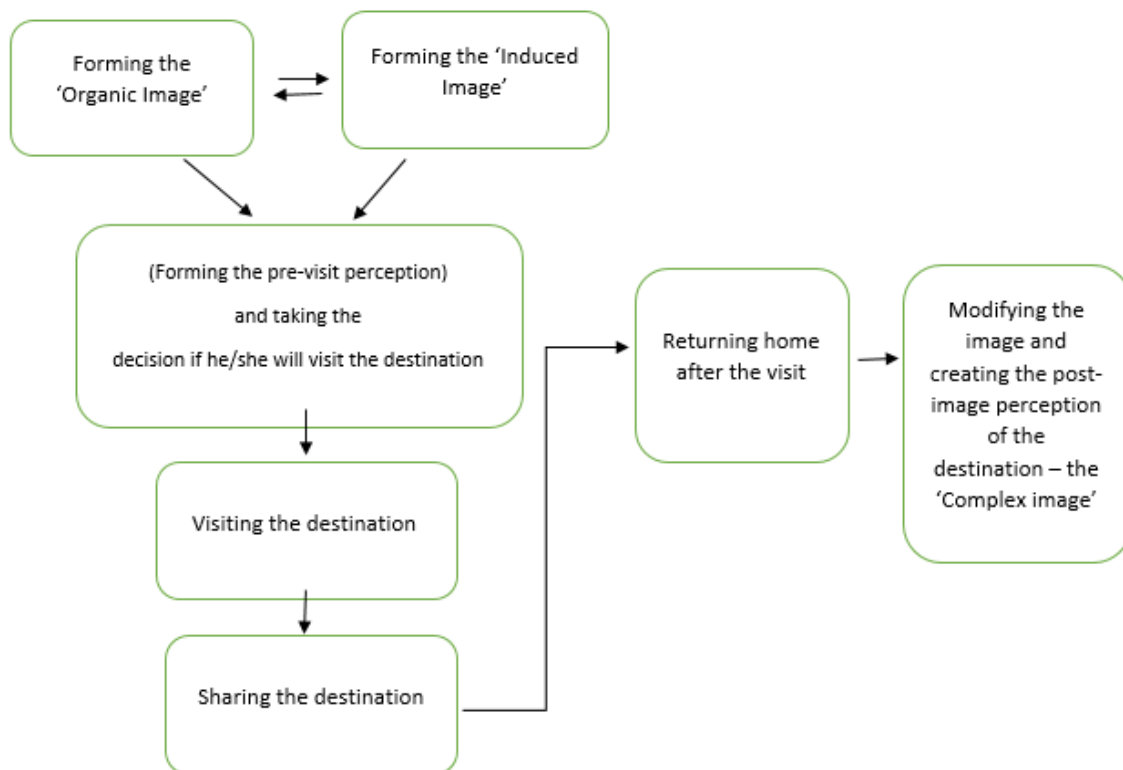 Forming the
‘Organic Image’
Forming the ‘Induced
Image’
(Forming the pre-visit perception)
and taking the
decision if he/she will visit the destination
Visiting the destination
Sharing the destination
Returning home
after the visit
Modifying the
image and
creating the post-
image perception
of the
destination – the
‘Complex image’